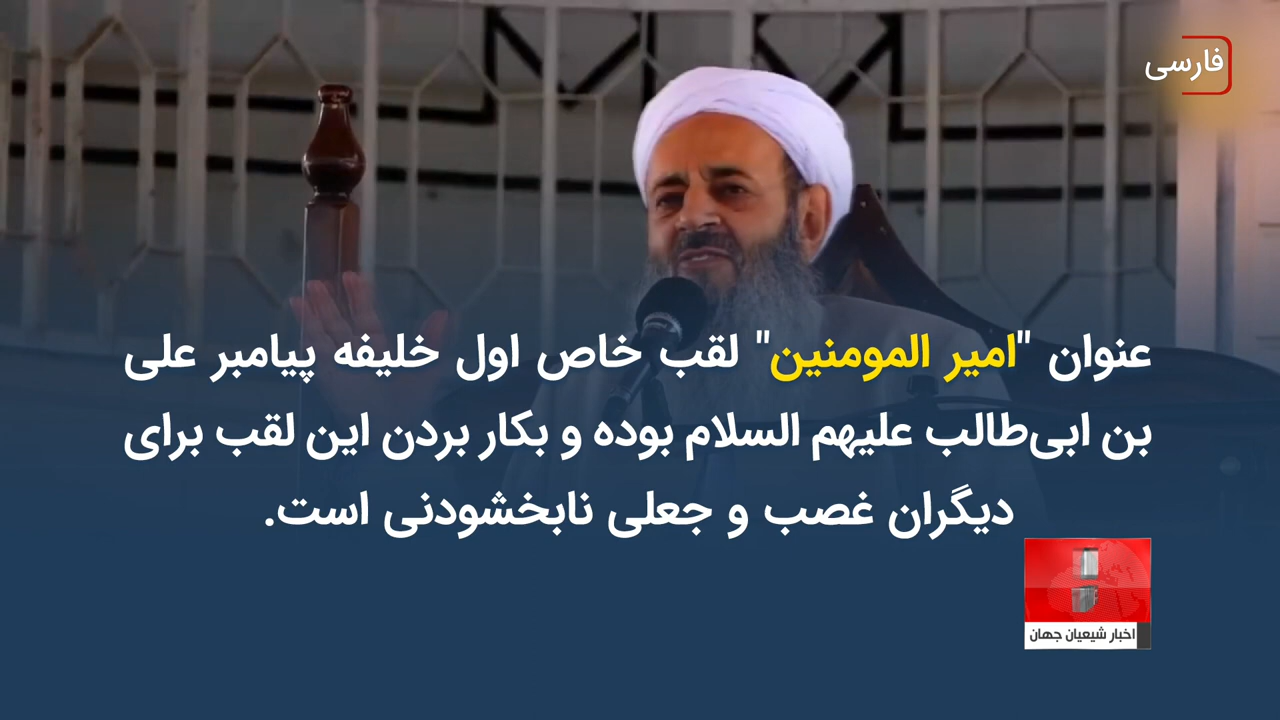 فارسی
عنوان "امیر المومنین" لقب خاص اول خلیفه پیامبر علی
بن ابی‌طالب علیهم السلام بوده و بکار بردن این لقب برای
دیگران غصب و جعلی نابخشودنی است.
اخبار شیعیان جهان